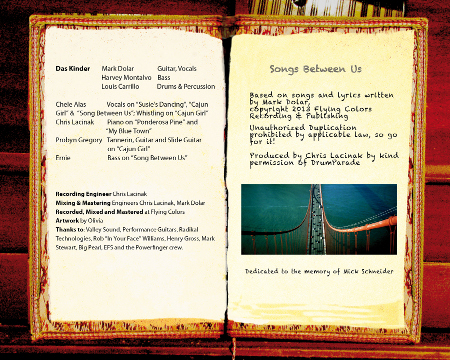 Das Kinder Mark Dolar Guitar, Vocals
Harvey Montalvo Bass
Louis Carrillo Drums & Percussion
Chele Alas Vocals on "Susie's Dancing", "Cajun
Girl" & "Song Between Us"; Whistling on "Cajun Girl"
Chris Lacinak Piano on "Ponderosa Pine" and
"My Blue Town"
Probyn Gregory Tannerin, Guitar and Slide Guitar
on "Cajun Girl"
Ernie Bass on "Song Between Us"
Recording Engineer Chris Lacinak
Mixing & Mastering Engineers Chris Lacinak, Mark Dolar
Recorded, Mixed and Mastered at Flying Colors
Artwork by Olivia
Thanks to: Valley Sound, Performance Guitars, Radikal
Technologies, Rob "In Your Face" Williams, Henry Gross, Mark
Stewart, Big Pearl, EFS and the Powerfinger crew.
Songs Between Us
Based on songs and lyrics written
by Mark Dolar,
copyright 2013 Flying Colors
Recording & Publishing
Unauthorized Duplication
prohibited by applicable law, so go
for it!
Produced by Chris Lacinak by kind
permission of DrumParade
Dedicated to the memory of Mick Schneider